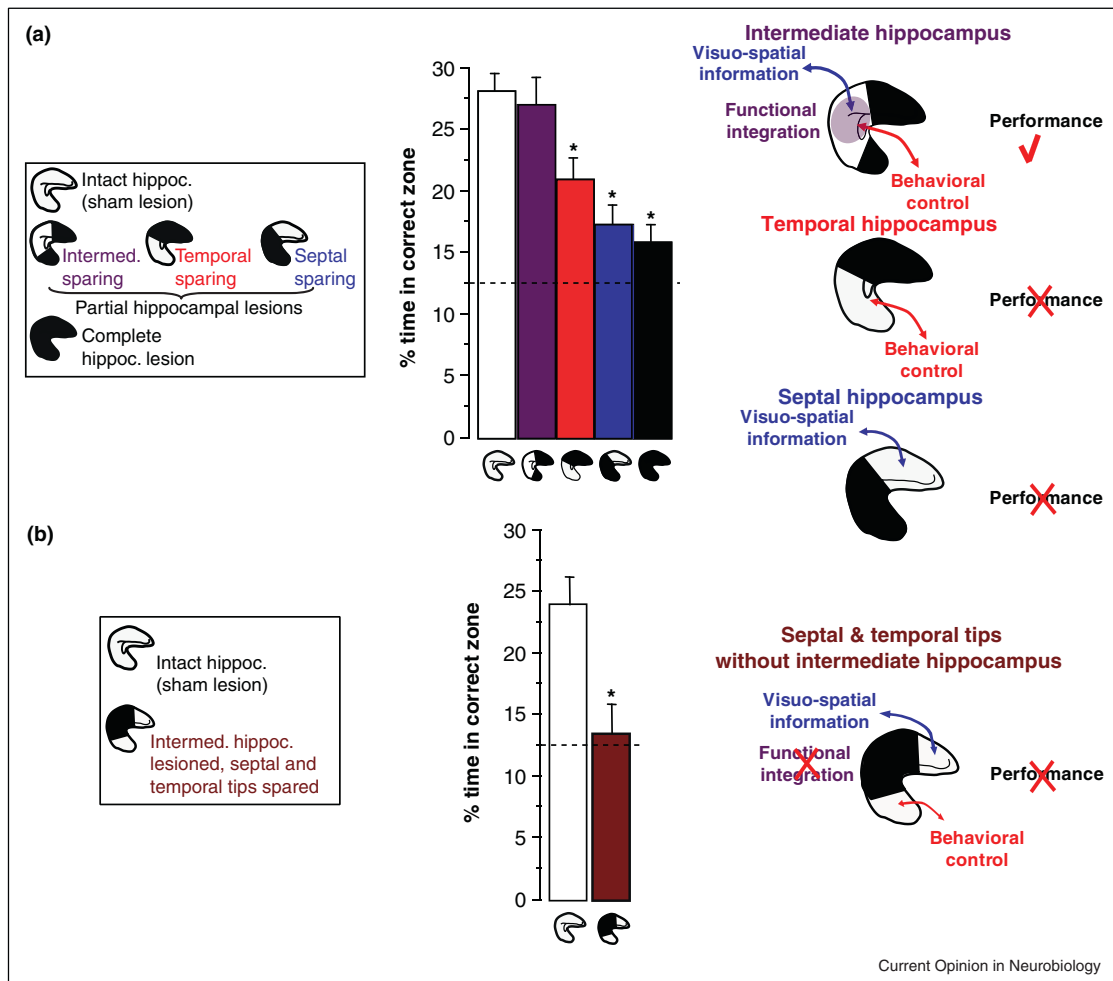 (a)
Intact hippoc.
(sham lesion)
Intermed.
sparing
Temporal
sparing
Septal
sparing
Partial hippocampal lesions
Complete
hippoc. lesion
% time in correct zone
30
25
20
15
10
5
0
*
*
*
Intermediate hippocampus
Visuo-spatial
information
Functional
integration
Behavioral
control
Performance
Temporal hippocampus
Behavioral
control
Performance
Septal hippocampus
Visuo-spatial
information
Performance
(b)
Intact hippoc.
(sham lesion)
Intermed. hippoc.
lesioned, septal and
temporal tips spared
% time in correct zone
30
25
20
15
10
5
0
*
Septal & temporal tips
without intermediate hippocampus
Visuo-spatial
information
Functional
integration
Behavioral
control
Performance
Current Opinion in Neurobiology